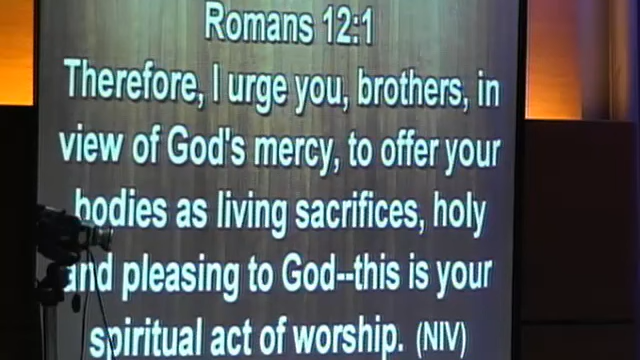 Romans 12:1
Therefore, I urge you, brothers, in
view of God's mercy, to offer your
bodies as living sacrifices, holy
and pleasing to God--this is your
spiritual act of worship. (NIV)